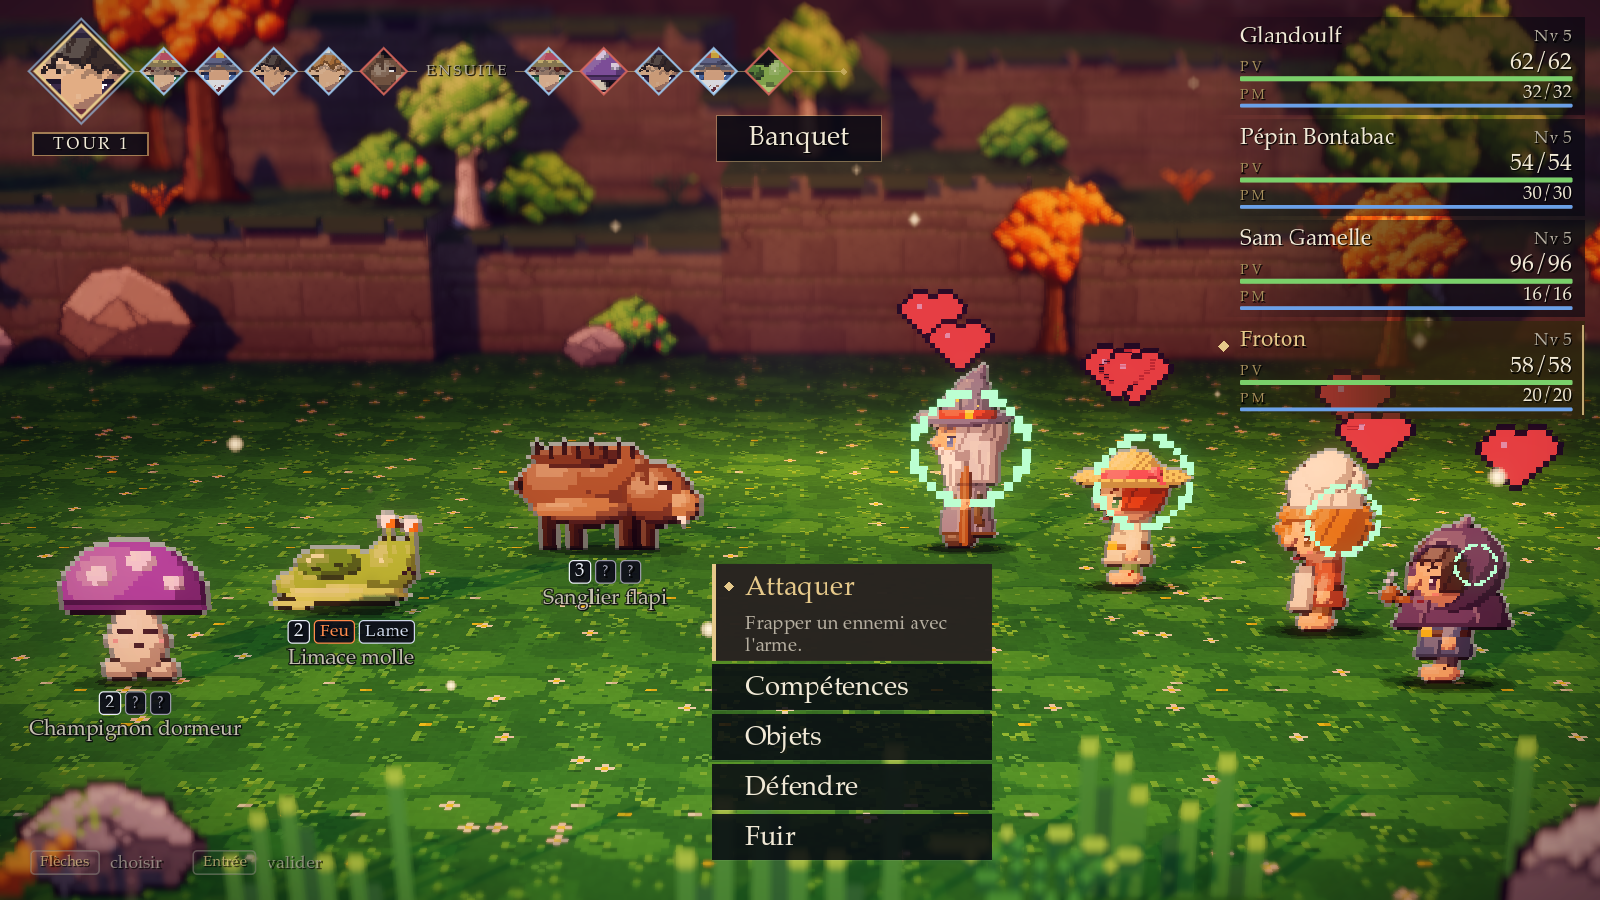 ENSUITE
TOUR 1
Banquet
Glandoulf Nv 5
PV 62/62
PM 32/32
Pépin Bontabac Nv 5
PV 54/54
PM 30/30
Sam Gamelle Nv 5
PV 96/96
PM 16/16
Froton Nv 5
PV 58/58
PM 20/20
3 ? ?
Sanglier flapi
2 Feu Lame
Limace molle
2 ? ?
Champignon dormeur
Attaquer
Frapper un ennemi avec
l'arme.
Compétences
Objets
Défendre
Fuir
Flèches choisir Entrée valider